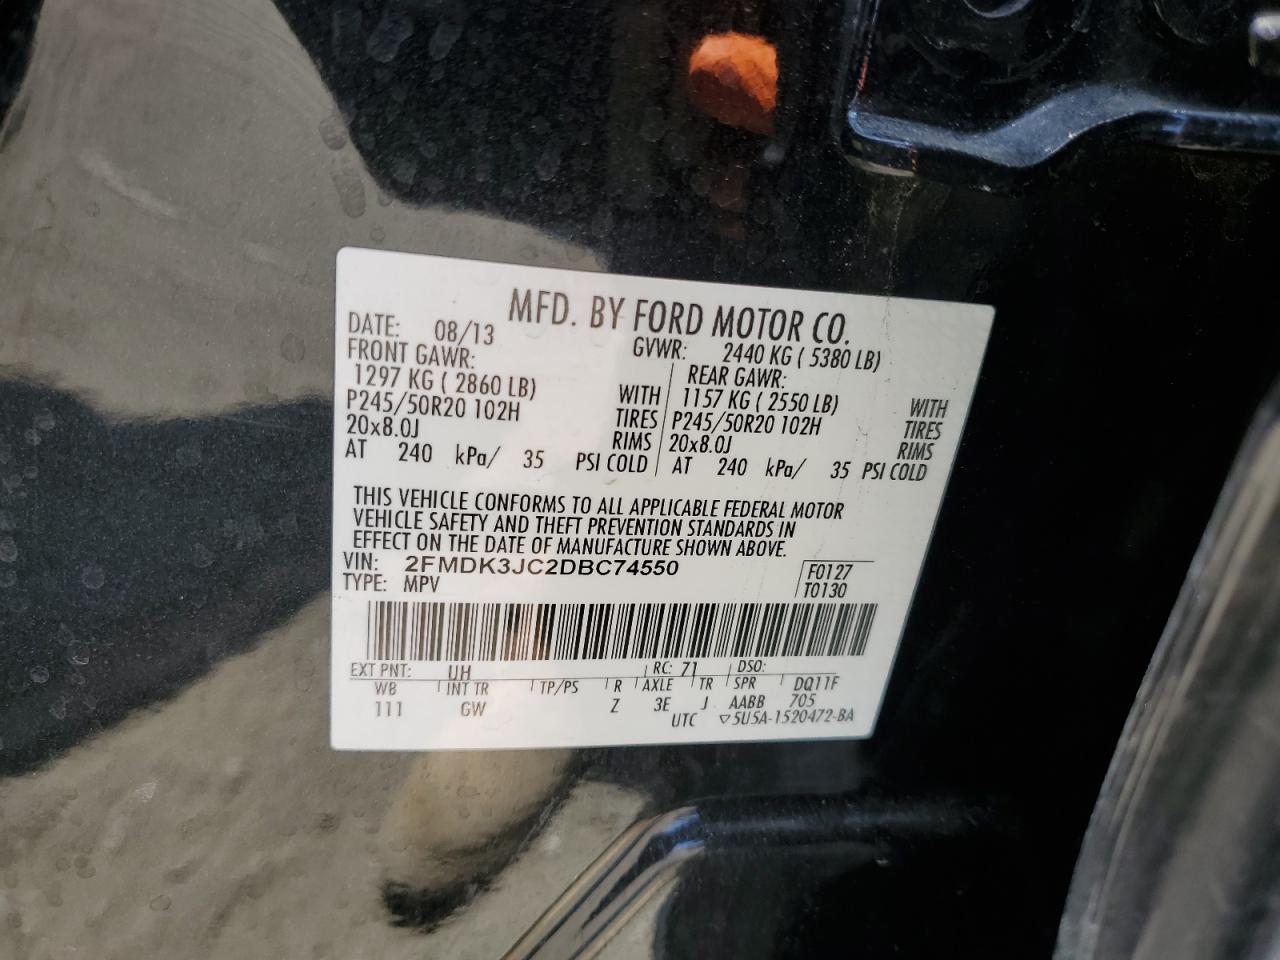 MFD. BY FORD MOTOR CO.
DATE: 08/13 GVWR: 2440 KG ( 5380 LB)
FRONT GAWR: REAR GAWR:
1297 KG ( 2860 LB) WITH 1157 KG ( 2550 LB) WITH
P245/50R20 102H TIRES P245/50R20 102H TIRES
20x8.0J RIMS 20x8.0J RIMS
AT 240 kPa/ 35 PSI COLD AT 240 kPa/ 35 PSI COLD
THIS VEHICLE CONFORMS TO ALL APPLICABLE FEDERAL MOTOR
VEHICLE SAFETY AND THEFT PREVENTION STANDARDS IN
EFFECT ON THE DATE OF MANUFACTURE SHOWN ABOVE.
VIN: 2FMDK3JC2DBC74550 F0127
TYPE: MPV T0130
EXT PNT: UH RC: 71 DSO:
WB INT TR TP/PS R AXLE TR SPR DQ11F
111 GW Z 3E J AABB 705
UTC ▽5U5A-1520472-BA